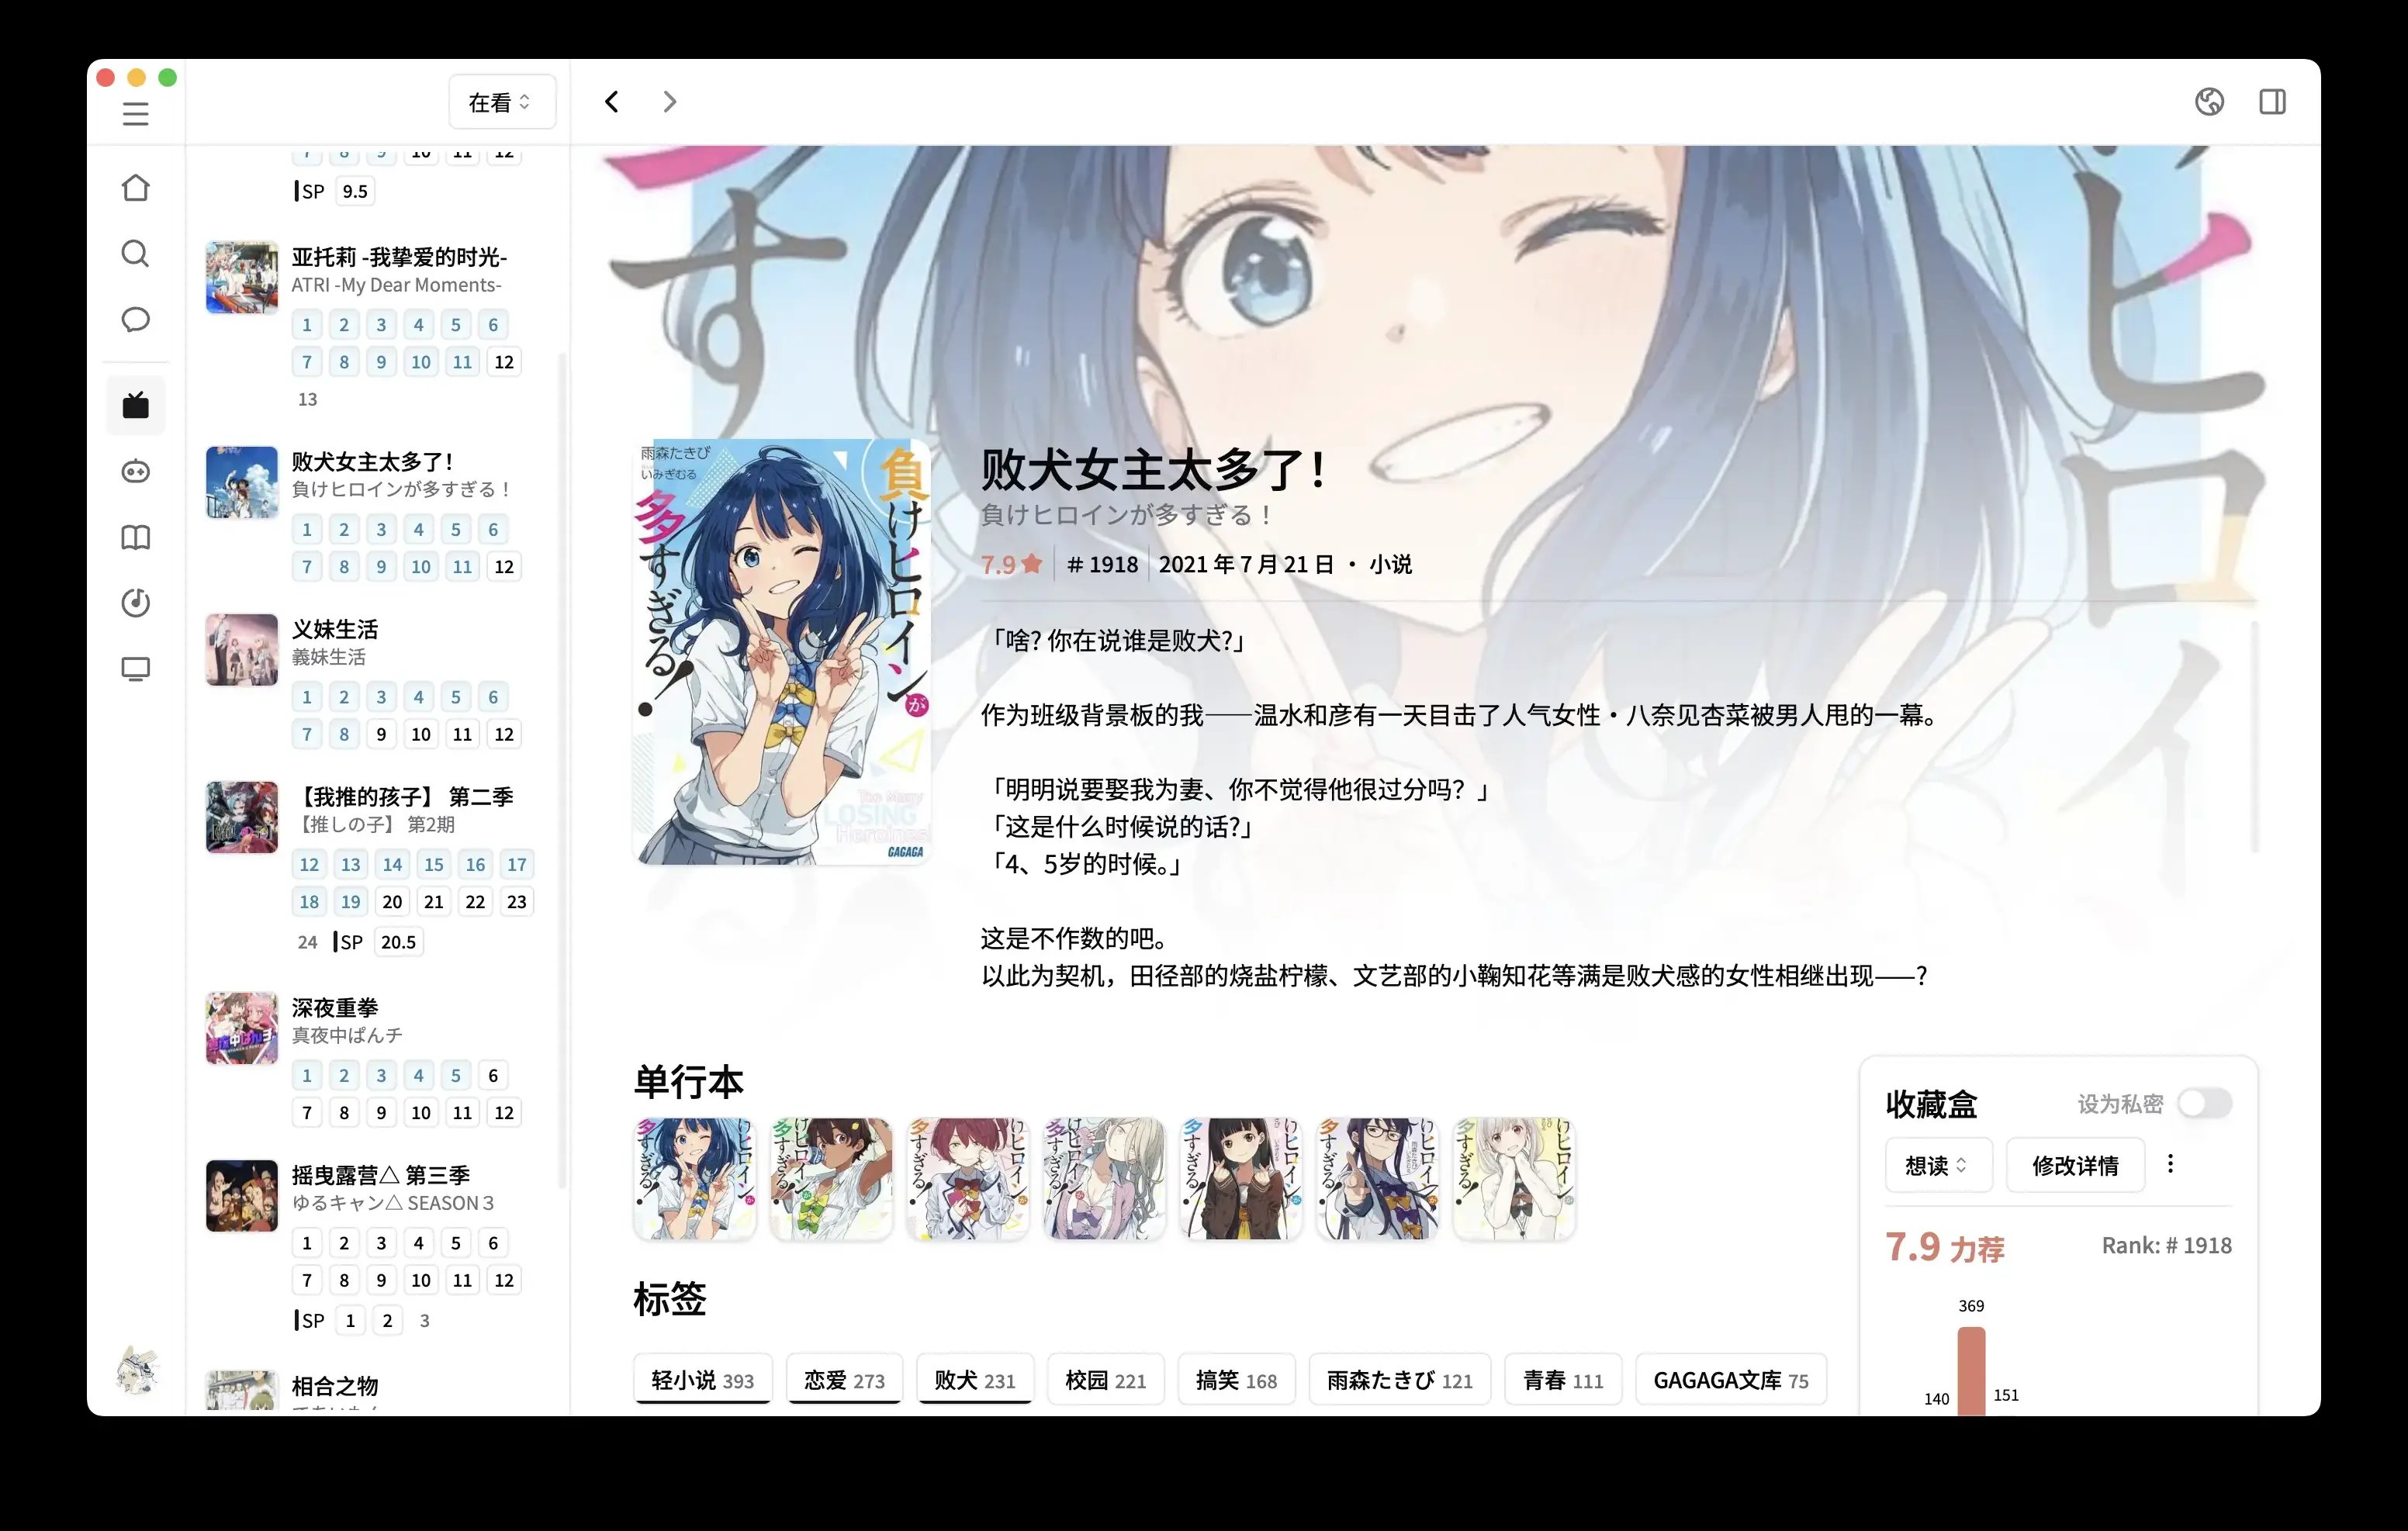 在看
7 8 9 10 11 12
SP 9.5
亚托莉 -我挚爱的时光-
ATRI -My Dear Moments-
1 2 3 4 5 6
7 8 9 10 11 12
13
败犬女主太多了！
負けヒロインが多すぎる！
1 2 3 4 5 6
7 8 9 10 11 12
义妹生活
義妹生活
1 2 3 4 5 6
7 8 9 10 11 12
【我推的孩子】 第二季
【推しの子】 第2期
12 13 14 15 16 17
18 19 20 21 22 23
24 SP 20.5
深夜重拳
真夜中ぱんチ
1 2 3 4 5 6
7 8 9 10 11 12
摇曳露营△ 第三季
ゆるキャン△ SEASON３
1 2 3 4 5 6
7 8 9 10 11 12
SP 1 2 3
相合之物
雨森たきび
いみぎむる
負けヒロインが
多すぎる！
Too Many
LOSING
Heroines!
GAGAGA
败犬女主太多了！
負けヒロインが多すぎる！
7.9 # 1918 2021 年 7 月 21 日 · 小说
「啥? 你在说谁是败犬?」
作为班级背景板的我——温水和彦有一天目击了人气女性・八奈见杏菜被男人甩的一幕。
「明明说要娶我为妻、你不觉得他很过分吗？」
「这是什么时候说的话?」
「4、5岁的时候。」
这是不作数的吧。
以此为契机，田径部的烧盐柠檬、文艺部的小鞠知花等满是败犬感的女性相继出现——?
单行本
标签
轻小说 393
恋爱 273
败犬 231
校园 221
搞笑 168
雨森たきび 121
青春 111
GAGAGA文库 75
收藏盒 设为私密
想读 修改详情
7.9 力荐 Rank: # 1918
369
140 151